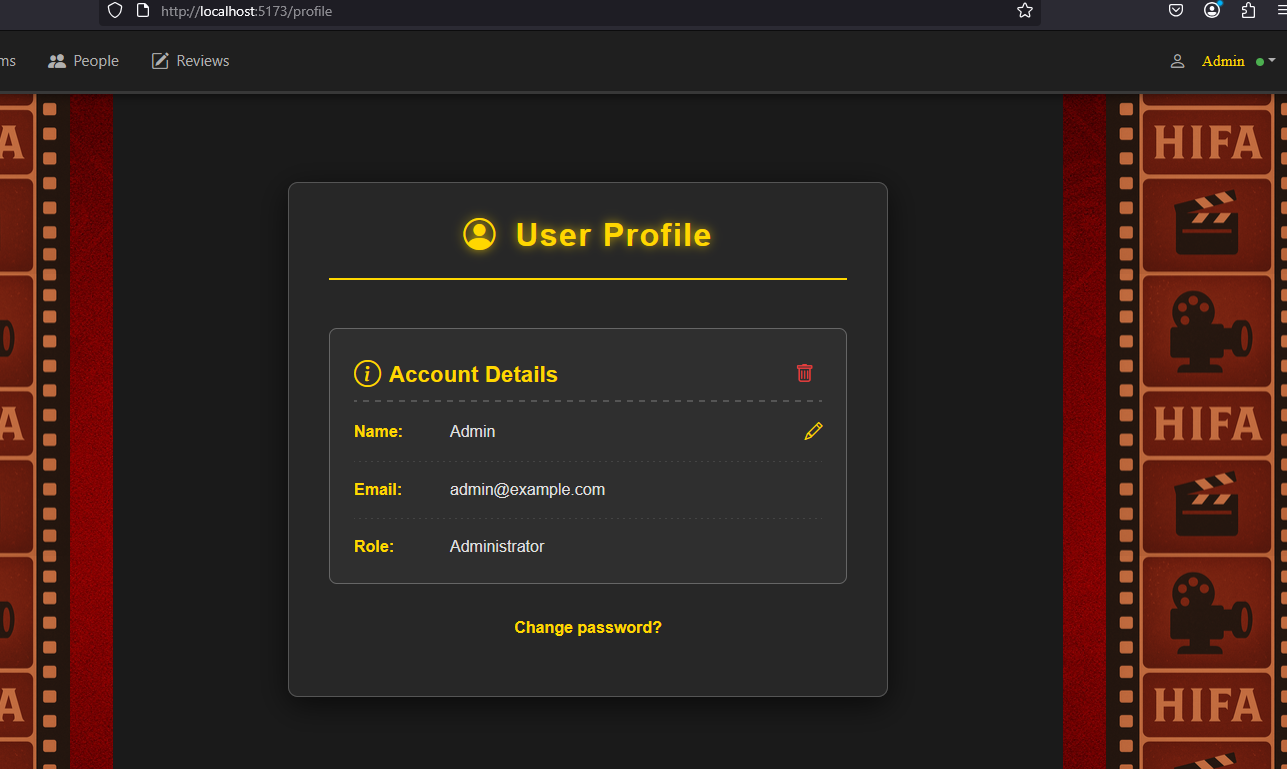 http://localhost:5173/profile
ms People Reviews Admin
User Profile
Account Details
Name: Admin
Email: admin@example.com
Role: Administrator
Change password?
A
HIFA
A
HIFA
A
HIFA